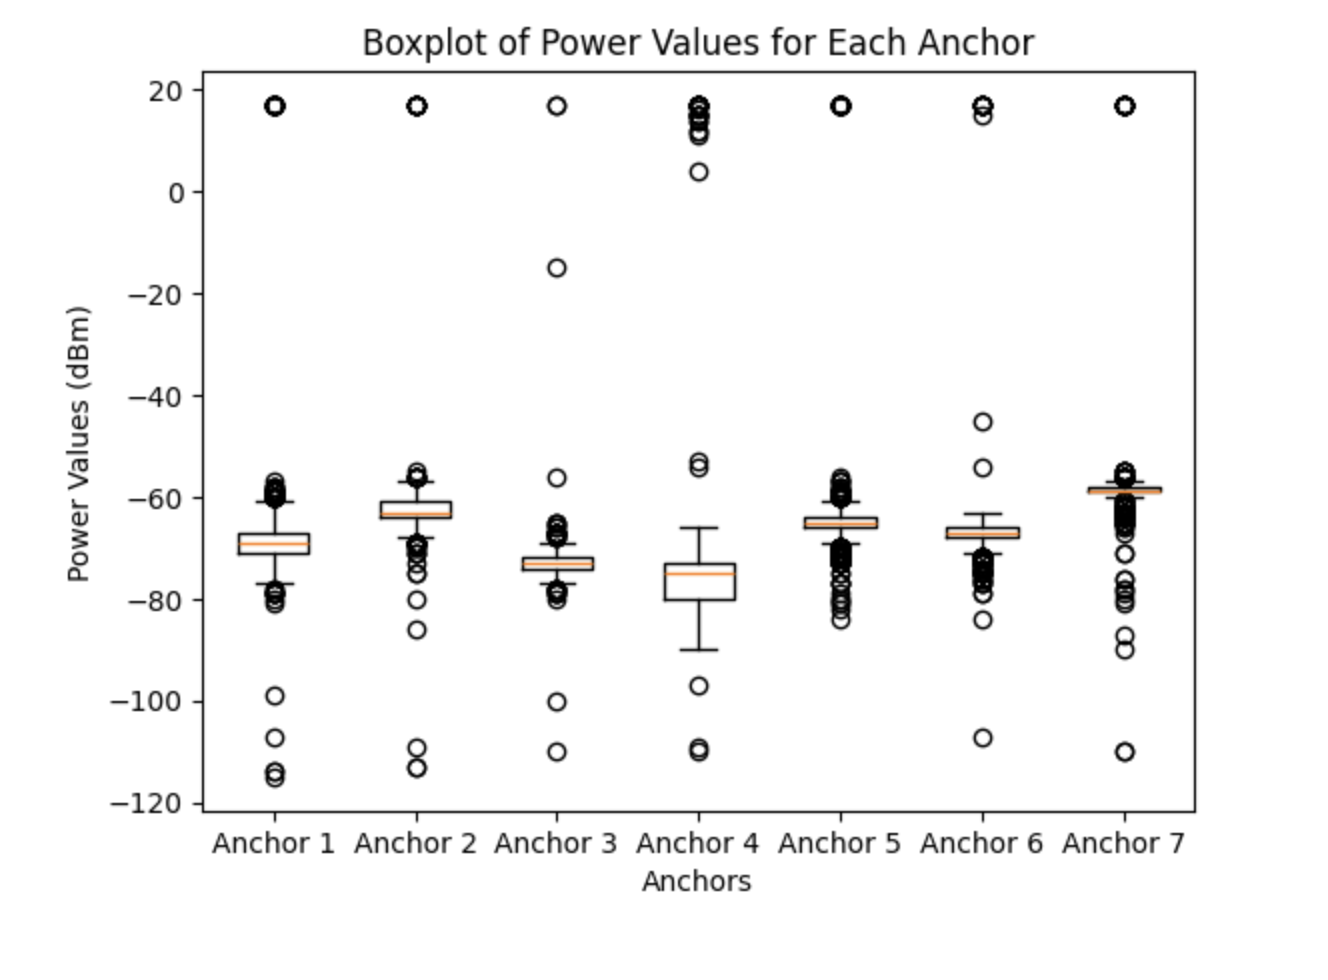 Boxplot of Power Values for Each Anchor
20
0
−20
−40
−60
−80
−100
−120
Power Values (dBm)
Anchor 1 Anchor 2 Anchor 3 Anchor 4 Anchor 5 Anchor 6 Anchor 7
Anchors